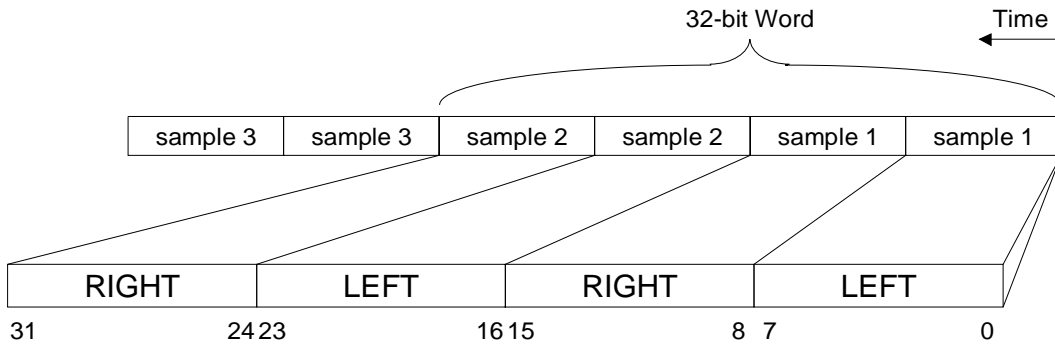 32-bit Word Time
sample 3 sample 3 sample 2 sample 2 sample 1 sample 1
RIGHT LEFT RIGHT LEFT
31 24 23 16 15 8 7 0